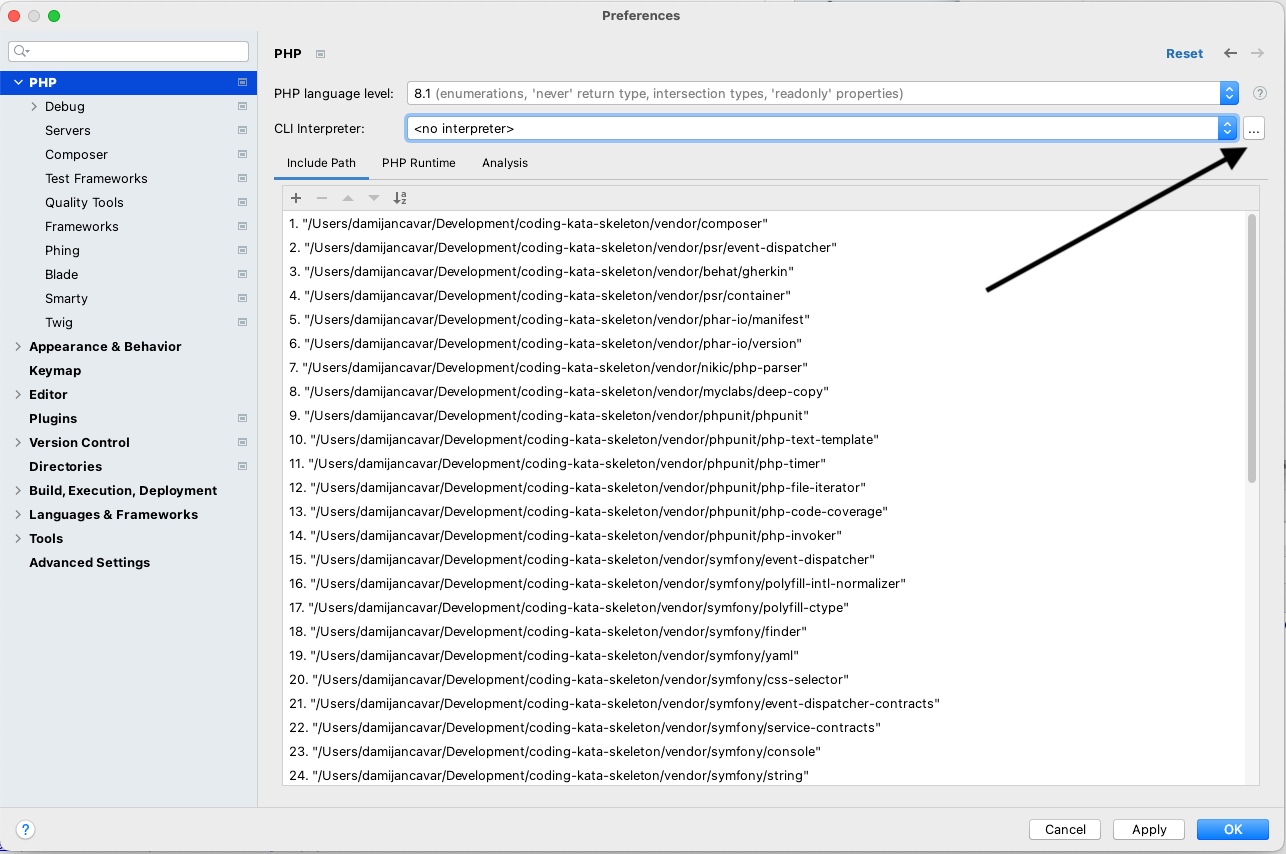 Preferences
PHP
Debug
Servers
Composer
Test Frameworks
Quality Tools
Frameworks
Phing
Blade
Smarty
Twig
Appearance & Behavior
Keymap
Editor
Plugins
Version Control
Directories
Build, Execution, Deployment
Languages & Frameworks
Tools
Advanced Settings
PHP
Reset
PHP language level: 8.1 (enumerations, 'never' return type, intersection types, 'readonly' properties) ?
CLI Interpreter: <no interpreter> ...
Include Path PHP Runtime Analysis
1. "/Users/damijancavar/Development/coding-kata-skeleton/vendor/composer"
2. "/Users/damijancavar/Development/coding-kata-skeleton/vendor/psr/event-dispatcher"
3. "/Users/damijancavar/Development/coding-kata-skeleton/vendor/behat/gherkin"
4. "/Users/damijancavar/Development/coding-kata-skeleton/vendor/psr/container"
5. "/Users/damijancavar/Development/coding-kata-skeleton/vendor/phar-io/manifest"
6. "/Users/damijancavar/Development/coding-kata-skeleton/vendor/phar-io/version"
7. "/Users/damijancavar/Development/coding-kata-skeleton/vendor/nikic/php-parser"
8. "/Users/damijancavar/Development/coding-kata-skeleton/vendor/myclabs/deep-copy"
9. "/Users/damijancavar/Development/coding-kata-skeleton/vendor/phpunit/phpunit"
10. "/Users/damijancavar/Development/coding-kata-skeleton/vendor/phpunit/php-text-template"
11. "/Users/damijancavar/Development/coding-kata-skeleton/vendor/phpunit/php-timer"
12. "/Users/damijancavar/Development/coding-kata-skeleton/vendor/phpunit/php-file-iterator"
13. "/Users/damijancavar/Development/coding-kata-skeleton/vendor/phpunit/php-code-coverage"
14. "/Users/damijancavar/Development/coding-kata-skeleton/vendor/phpunit/php-invoker"
15. "/Users/damijancavar/Development/coding-kata-skeleton/vendor/symfony/event-dispatcher"
16. "/Users/damijancavar/Development/coding-kata-skeleton/vendor/symfony/polyfill-intl-normalizer"
17. "/Users/damijancavar/Development/coding-kata-skeleton/vendor/symfony/polyfill-ctype"
18. "/Users/damijancavar/Development/coding-kata-skeleton/vendor/symfony/finder"
19. "/Users/damijancavar/Development/coding-kata-skeleton/vendor/symfony/yaml"
20. "/Users/damijancavar/Development/coding-kata-skeleton/vendor/symfony/css-selector"
21. "/Users/damijancavar/Development/coding-kata-skeleton/vendor/symfony/event-dispatcher-contracts"
22. "/Users/damijancavar/Development/coding-kata-skeleton/vendor/symfony/service-contracts"
23. "/Users/damijancavar/Development/coding-kata-skeleton/vendor/symfony/console"
24. "/Users/damijancavar/Development/coding-kata-skeleton/vendor/symfony/string"
? Cancel Apply OK